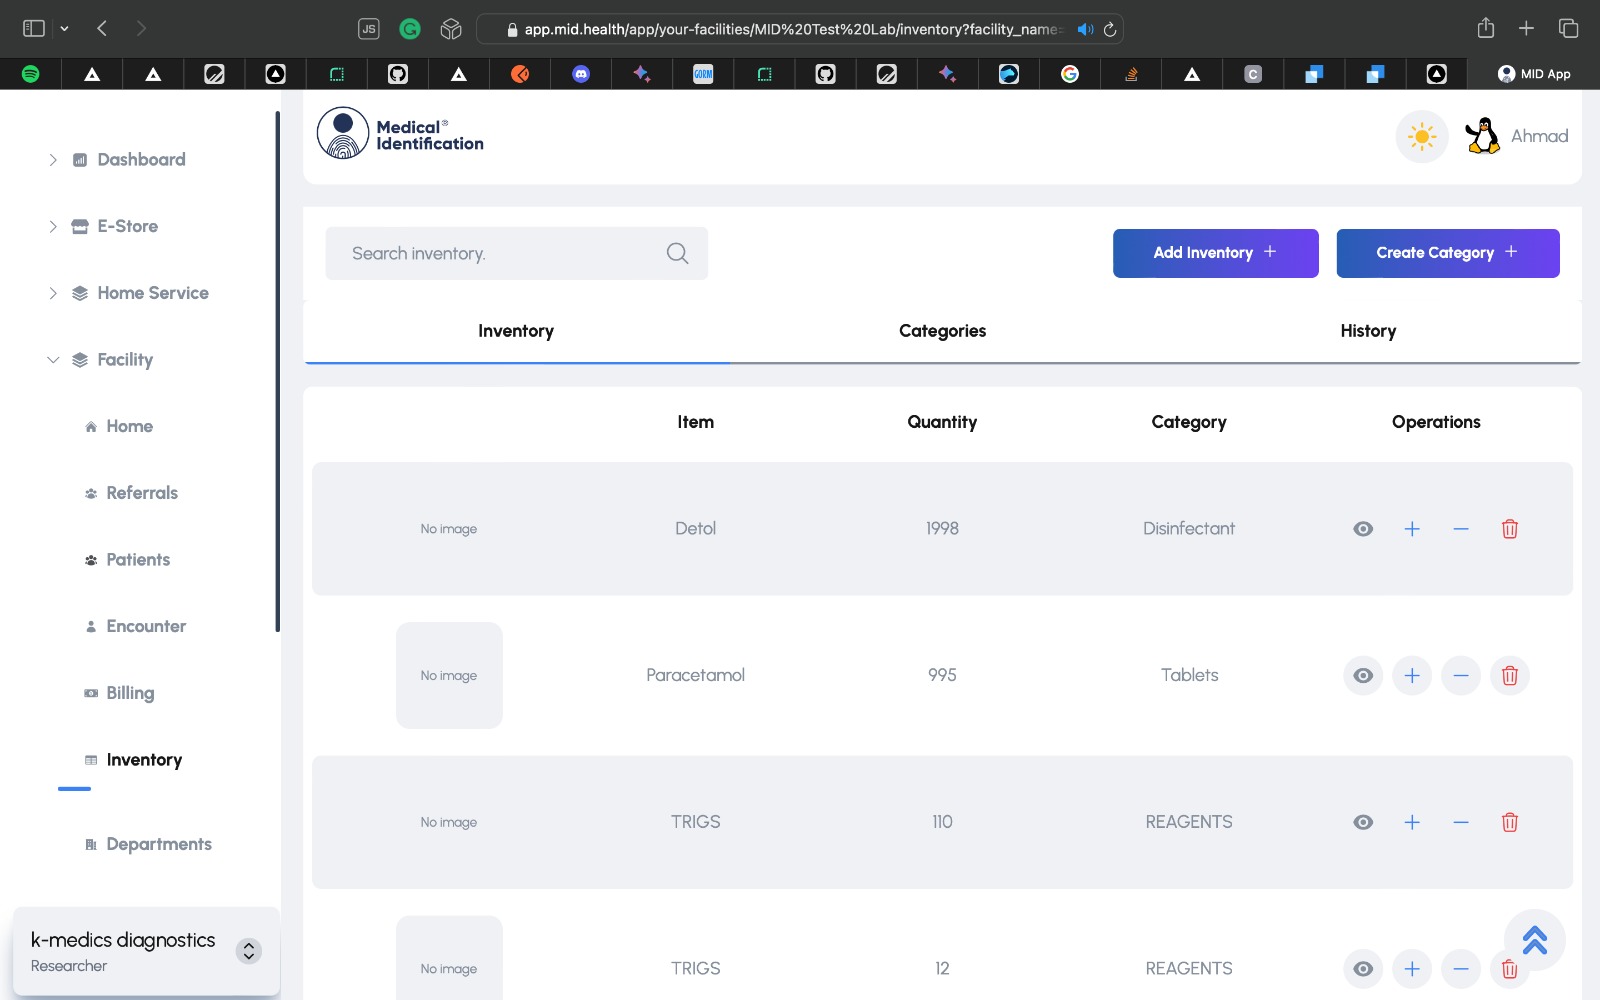 JS
app.mid.health/app/your-facilities/MID%20Test%20Lab/inventory?facility_name=
GORM
C
MID App
Dashboard
E-Store
Home Service
Facility
Home
Referrals
Patients
Encounter
Billing
Inventory
Departments
k-medics diagnostics
Researcher
Medical®
Identification
Ahmad
Search inventory.
Add Inventory +
Create Category +
Inventory Categories History
Item Quantity Category Operations
No image Detol 1998 Disinfectant
No image Paracetamol 995 Tablets
No image TRIGS 110 REAGENTS
No image TRIGS 12 REAGENTS